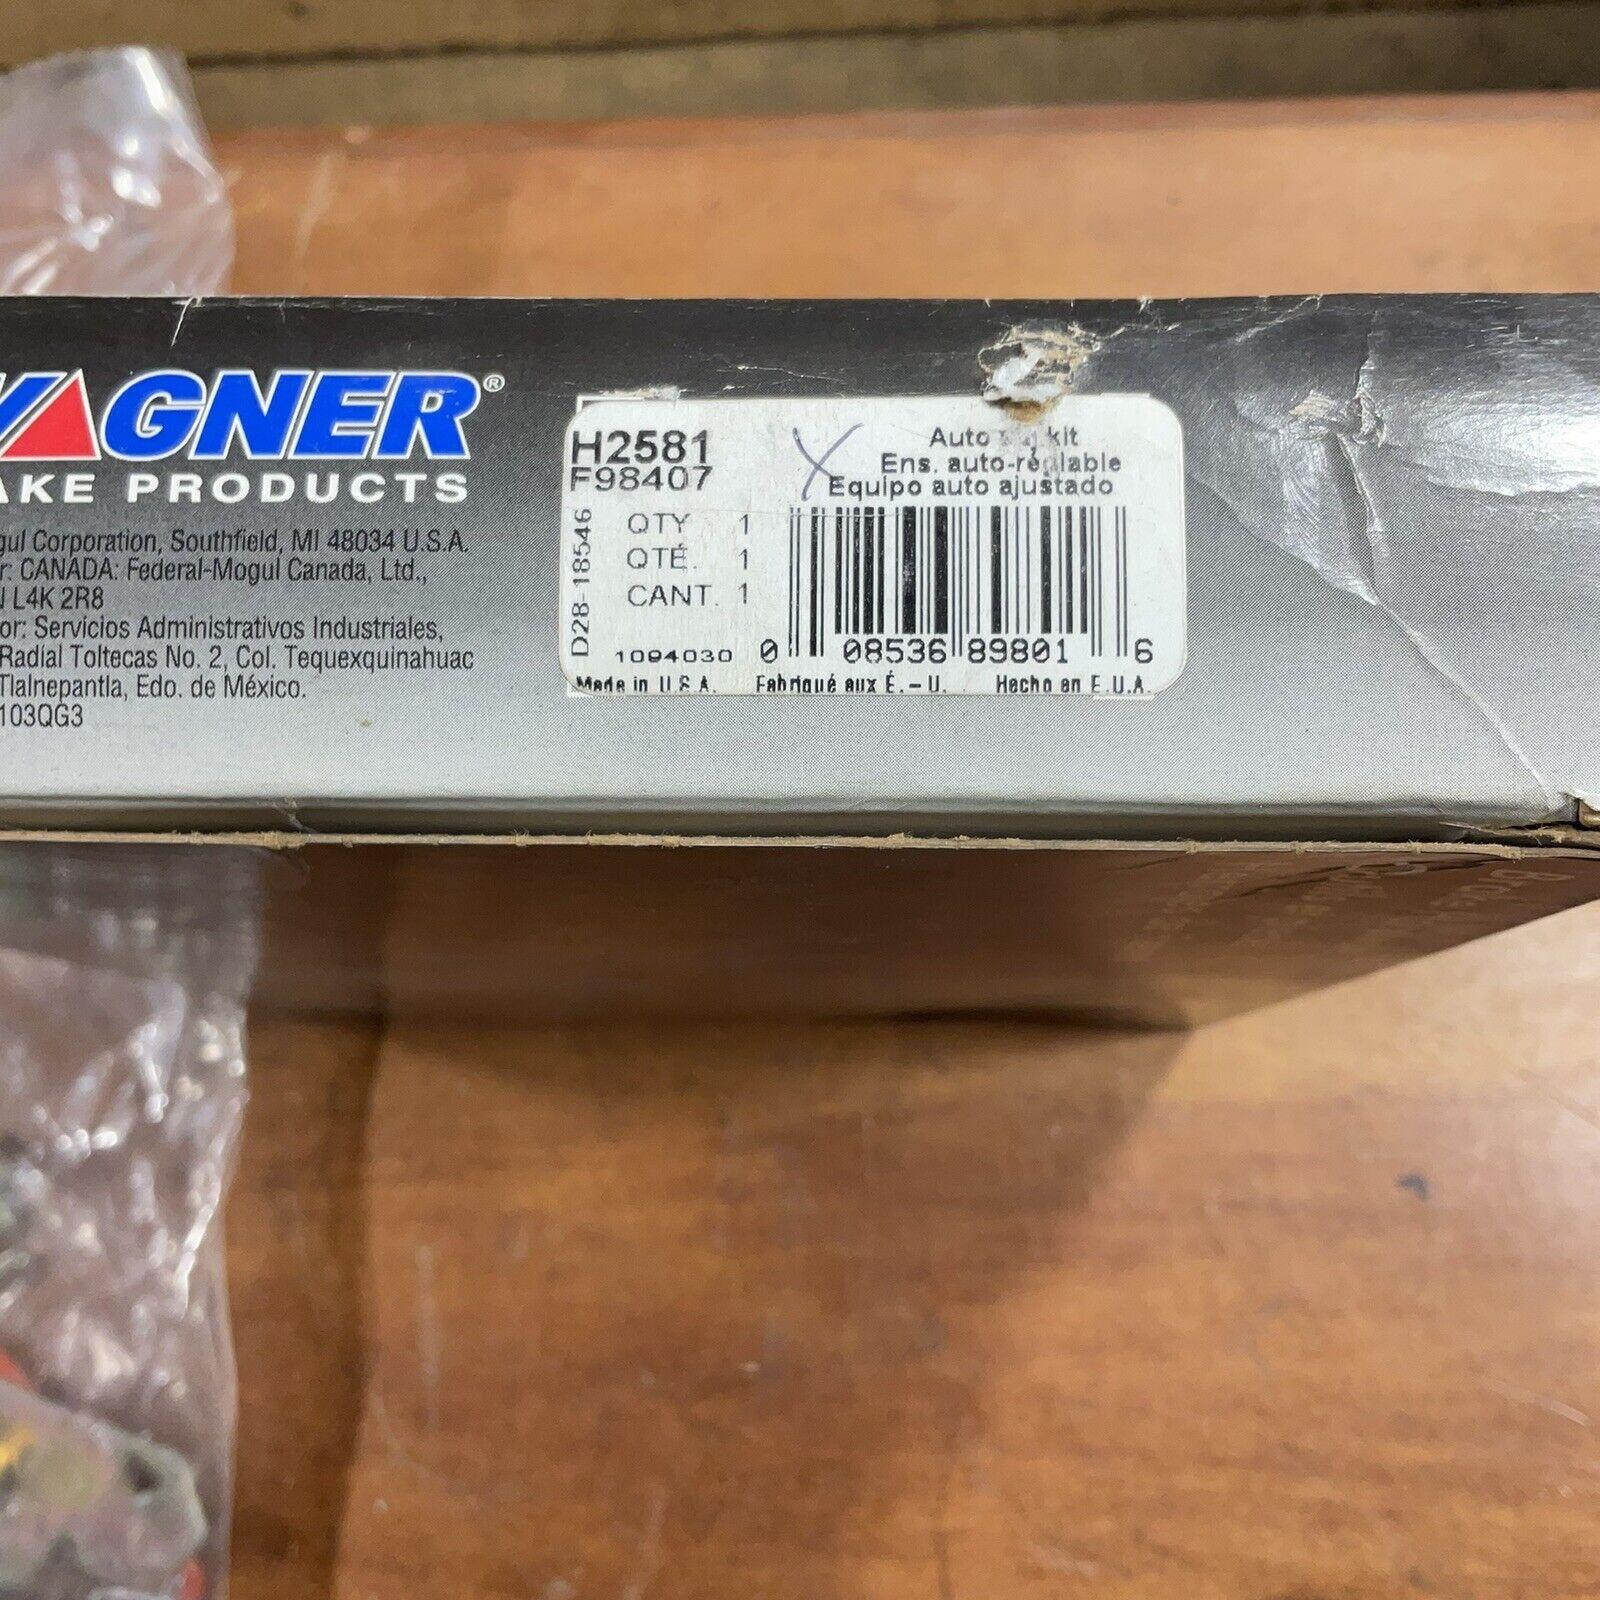 WAGNER®
AKE PRODUCTS
gul Corporation, Southfield, MI 48034 U.S.A.
r: CANADA: Federal-Mogul Canada, Ltd.,
L4K 2R8
or: Servicios Administrativos Industriales,
Radial Toltecas No. 2, Col. Tequexquinahuac
Tlalnepantla, Edo. de México.
103QG3
H2581
F98407
D28-18546
Auto kit
Ens. auto-réglable
Equipo auto ajustado
QTY 1
QTÉ. 1
CANT. 1
1094030
0 08536 89801 6
Made in U.S.A. Fabriqué aux É.-U. Hecho en E.U.A.